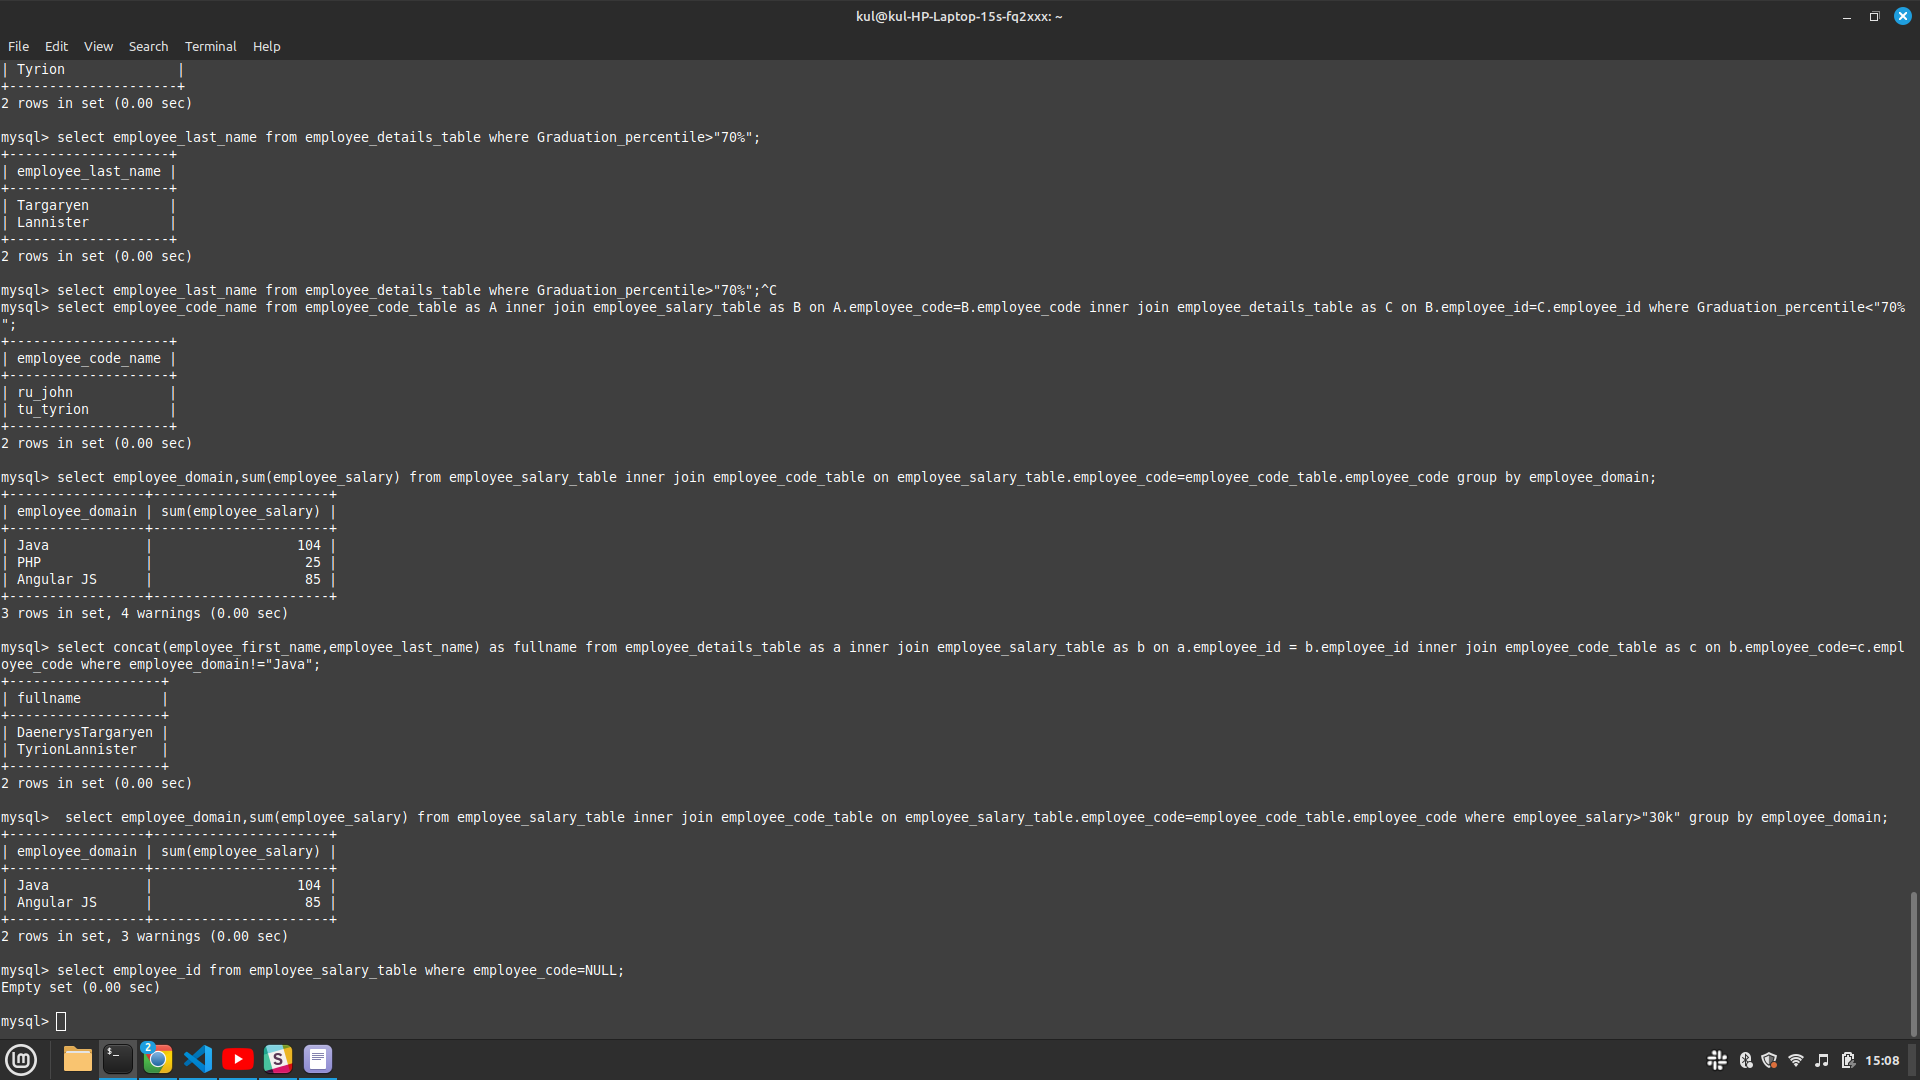 kul@kul-HP-Laptop-15s-fq2xxx: ~
File Edit View Search Terminal Help
| Tyrion              |
+---------------------+
2 rows in set (0.00 sec)

mysql> select employee_last_name from employee_details_table where Graduation_percentile>"70%";
+--------------------+
| employee_last_name |
+--------------------+
| Targaryen          |
| Lannister          |
+--------------------+
2 rows in set (0.00 sec)

mysql> select employee_last_name from employee_details_table where Graduation_percentile>"70%";^C
mysql> select employee_code_name from employee_code_table as A inner join employee_salary_table as B on A.employee_code=B.employee_code inner join employee_details_table as C on B.employee_id=C.employee_id where Graduation_percentile<"70%
";
+--------------------+
| employee_code_name |
+--------------------+
| ru_john            |
| tu_tyrion          |
+--------------------+
2 rows in set (0.00 sec)

mysql> select employee_domain,sum(employee_salary) from employee_salary_table inner join employee_code_table on employee_salary_table.employee_code=employee_code_table.employee_code group by employee_domain;
+-----------------+----------------------+
| employee_domain | sum(employee_salary) |
+-----------------+----------------------+
| Java            |                  104 |
| PHP             |                   25 |
| Angular JS      |                   85 |
+-----------------+----------------------+
3 rows in set, 4 warnings (0.00 sec)

mysql> select concat(employee_first_name,employee_last_name) as fullname from employee_details_table as a inner join employee_salary_table as b on a.employee_id = b.employee_id inner join employee_code_table as c on b.employee_code=c.empl
oyee_code where employee_domain!="Java";
+-------------------+
| fullname          |
+-------------------+
| DaenerysTargaryen |
| TyrionLannister   |
+-------------------+
2 rows in set (0.00 sec)

mysql>  select employee_domain,sum(employee_salary) from employee_salary_table inner join employee_code_table on employee_salary_table.employee_code=employee_code_table.employee_code where employee_salary>"30k" group by employee_domain;
+-----------------+----------------------+
| employee_domain | sum(employee_salary) |
+-----------------+----------------------+
| Java            |                  104 |
| Angular JS      |                   85 |
+-----------------+----------------------+
2 rows in set, 3 warnings (0.00 sec)

mysql> select employee_id from employee_salary_table where employee_code=NULL;
Empty set (0.00 sec)

mysql>
2
15:08